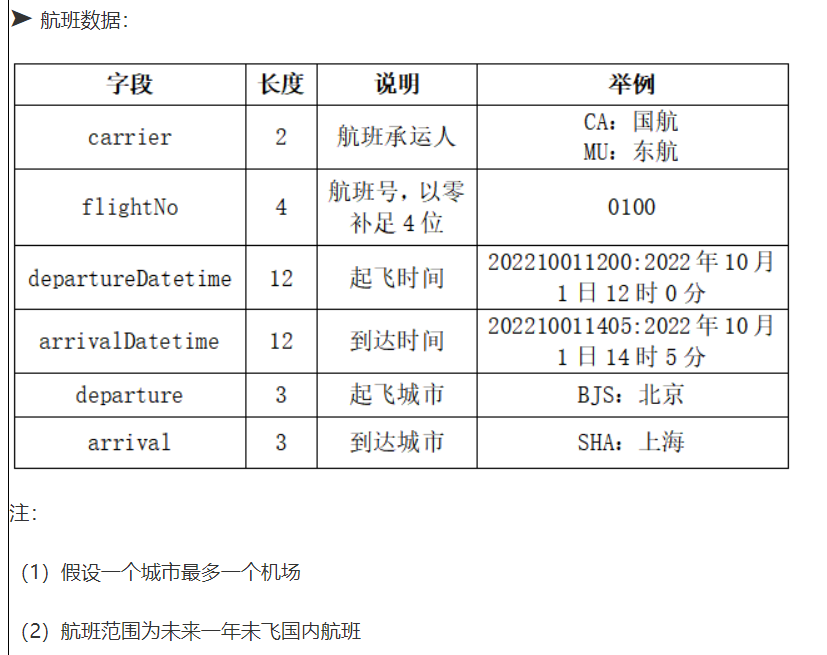 ➤ 航班数据：
字段 长度 说明 举例
carrier 2 航班承运人 CA：国航
MU：东航
flightNo 4 航班号，以零
补足 4 位 0100
departureDatetime 12 起飞时间 202210011200:2022 年 10 月
1 日 12 时 0 分
arrivalDatetime 12 到达时间 202210011405:2022 年 10 月
1 日 14 时 5 分
departure 3 起飞城市 BJS：北京
arrival 3 到达城市 SHA：上海
注：
（1）假设一个城市最多一个机场
（2）航班范围为未来一年未飞国内航班